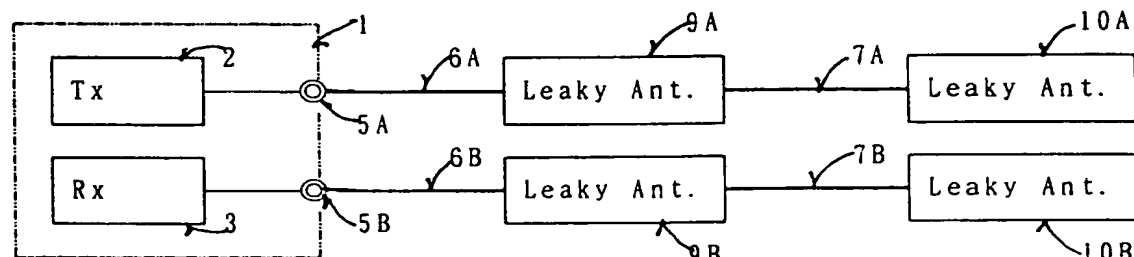 1
2
9A
10A
Tx
6A
Leaky Ant.
7A
Leaky Ant.
5A
Rx
6B
Leaky Ant.
7B
Leaky Ant.
3
5B
9B
10B